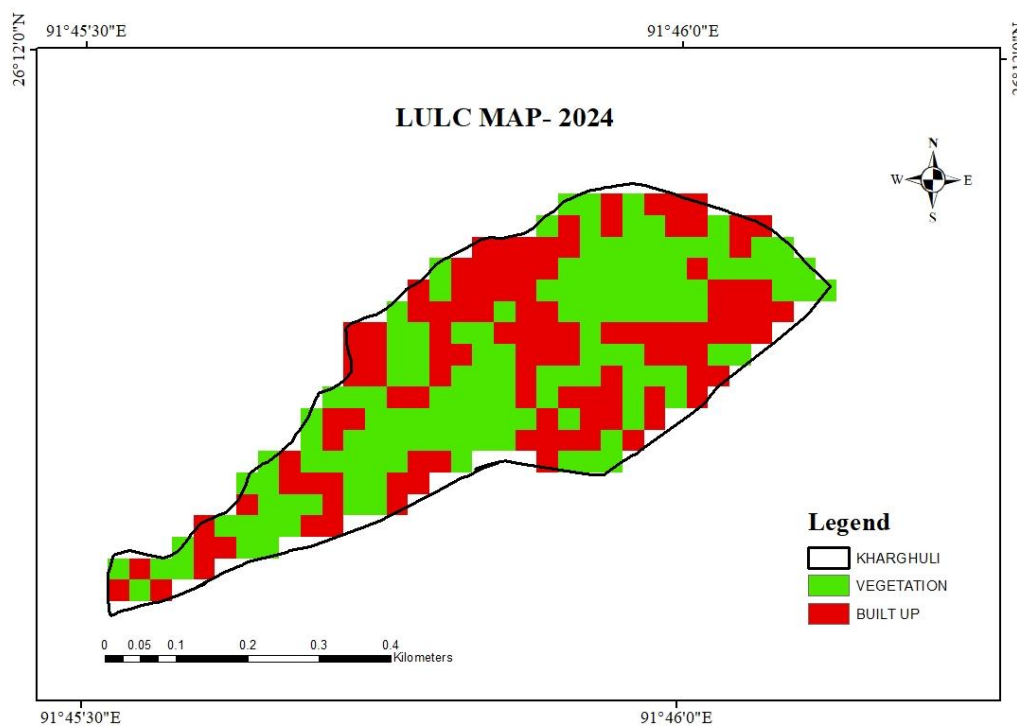 91°45'30"E
91°46'0"E
26°12'0"N
26°12'0"N
LULC MAP- 2024
N
W
E
S
Legend
KHARGHULI
VEGETATION
BUILT UP
0 0.05 0.1 0.2 0.3 0.4
Kilometers
91°45'30"E
91°46'0"E